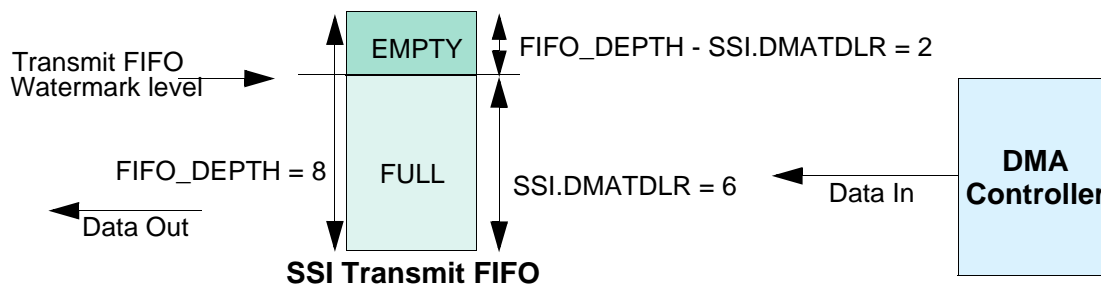 EMPTY
FIFO_DEPTH - SSI.DMATDLR = 2
Transmit FIFO
Watermark level
FIFO_DEPTH = 8
FULL
SSI.DMATDLR = 6
Data In
DMA
Controller
Data Out
SSI Transmit FIFO